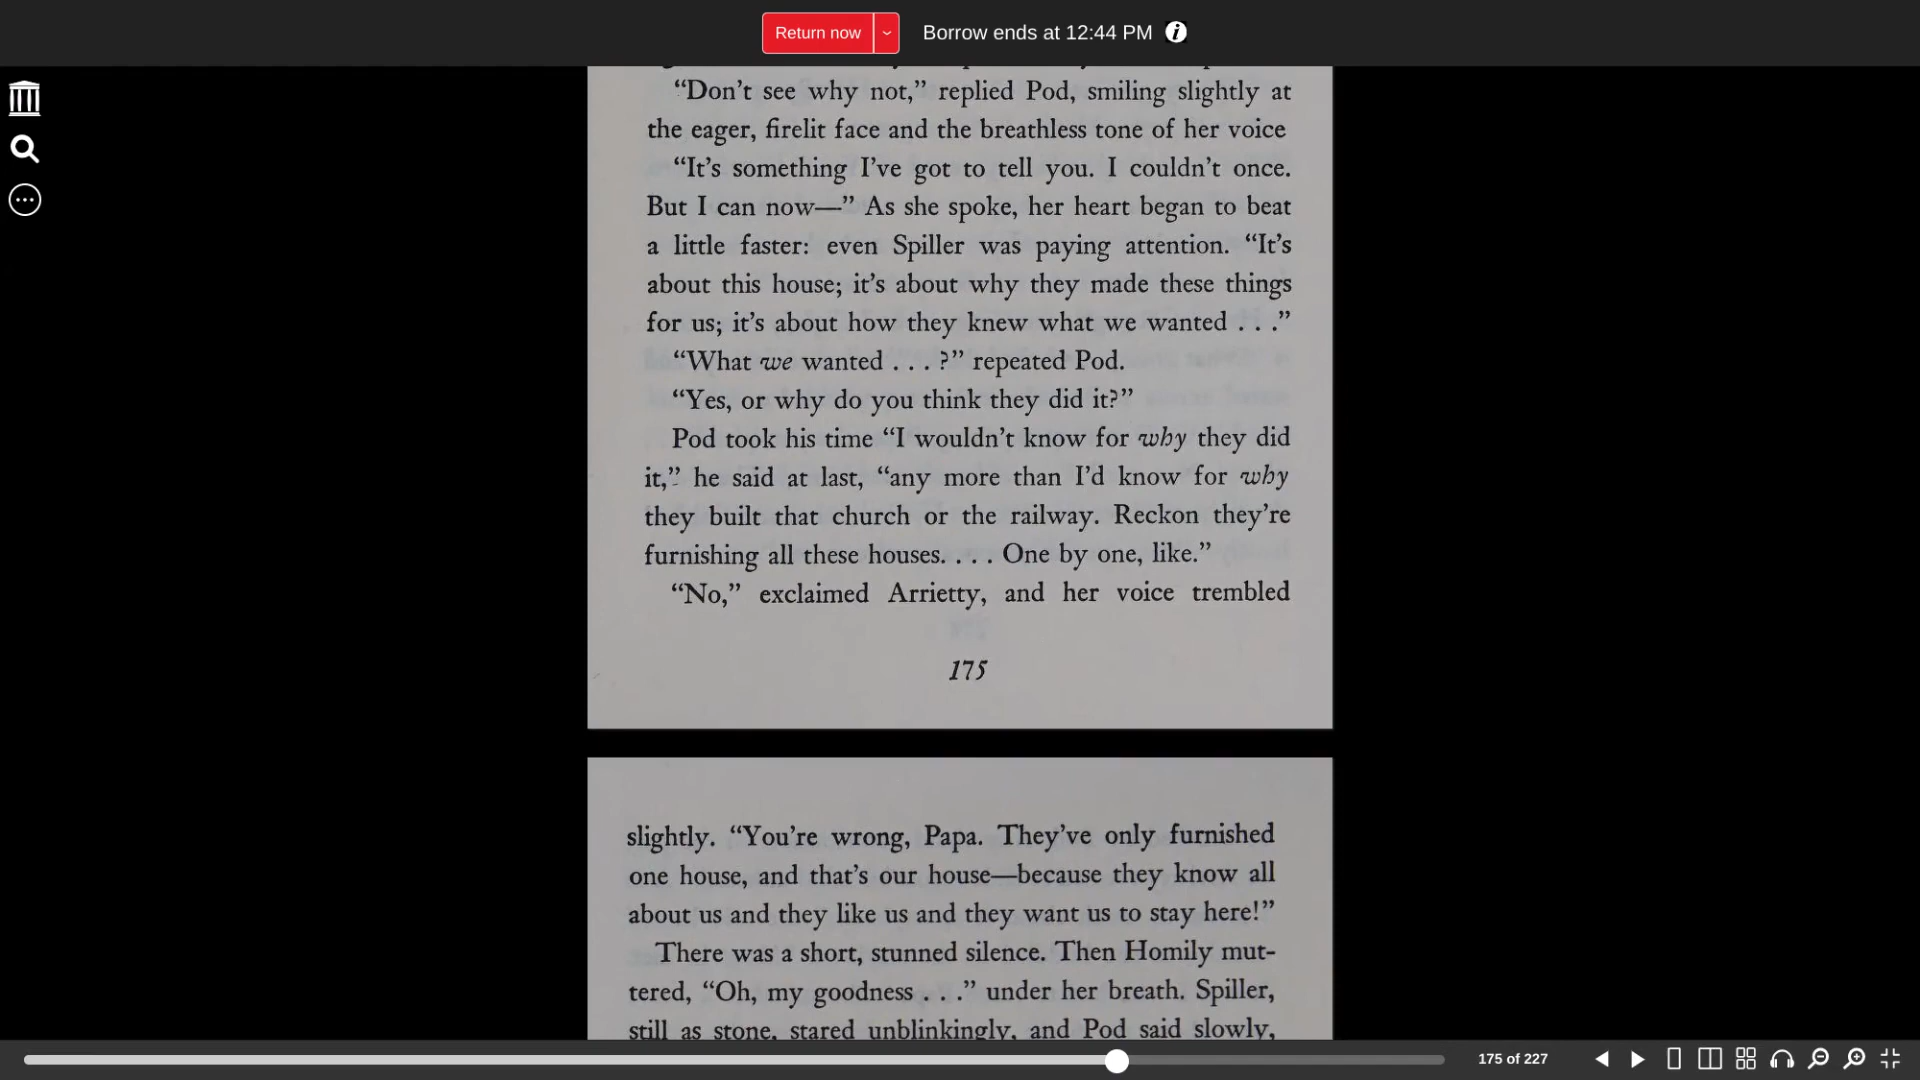 Return now
Borrow ends at 12:44 PM
“Don’t see why not,” replied Pod, smiling slightly at
the eager, firelit face and the breathless tone of her voice
“It’s something I’ve got to tell you. I couldn’t once.
But I can now—” As she spoke, her heart began to beat
a little faster: even Spiller was paying attention. “It’s
about this house; it’s about why they made these things
for us; it’s about how they knew what we wanted . . .”
“What we wanted . . . ?” repeated Pod.
“Yes, or why do you think they did it?”
Pod took his time “I wouldn’t know for why they did
it,” he said at last, “any more than I’d know for why
they built that church or the railway. Reckon they’re
furnishing all these houses. . . . One by one, like.”
“No,” exclaimed Arrietty, and her voice trembled
175
slightly. “You’re wrong, Papa. They’ve only furnished
one house, and that’s our house—because they know all
about us and they like us and they want us to stay here!”
There was a short, stunned silence. Then Homily mut-
tered, “Oh, my goodness . . .” under her breath. Spiller,
still as stone, stared unblinkingly, and Pod said slowly,
175 of 227